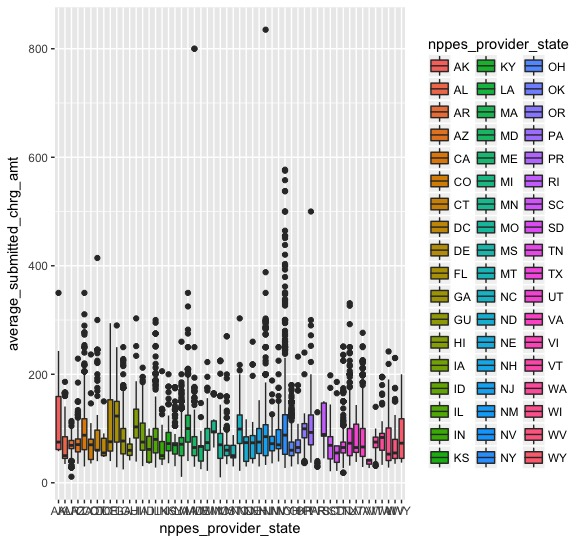 nppes_provider_state
800
600
400
200
0
average_submitted_chrg_amt
nppes_provider_state
AK KY OH
AL LA OK
AR MA OR
AZ MD PA
CA ME PR
CO MI RI
CT MN SC
DC MO SD
DE MS TN
FL MT TX
GA NC UT
GU ND VA
HI NE VI
IA NH VT
ID NJ WA
IL NM WI
IN NV WV
KS NY WY